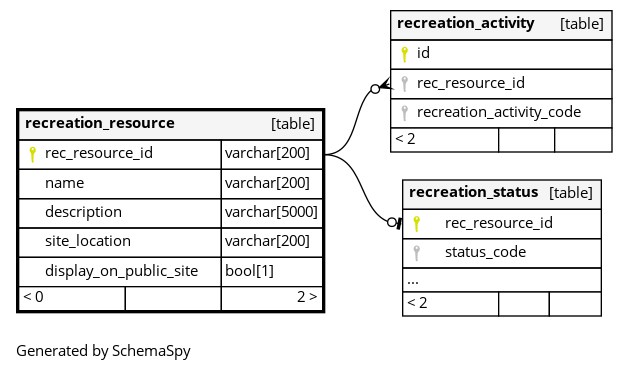 recreation_activity [table]
id
rec_resource_id
recreation_activity_code
< 2
recreation_resource [table]
rec_resource_id varchar[200]
name varchar[200]
description varchar[5000]
site_location varchar[200]
display_on_public_site bool[1]
< 0 2 >
recreation_status [table]
rec_resource_id
status_code
...
< 2
Generated by SchemaSpy